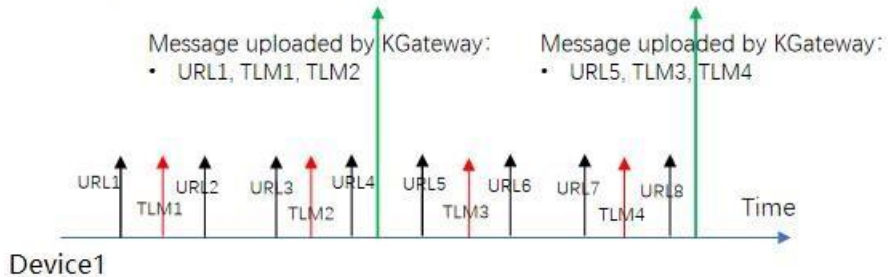 Message uploaded by KGateway:
• URL1, TLM1, TLM2
Message uploaded by KGateway:
• URL5, TLM3, TLM4
URL1
TLM1
URL2
URL3
TLM2
URL4
URL5
TLM3
URL6
URL7
TLM4
URL8
Time
Device1